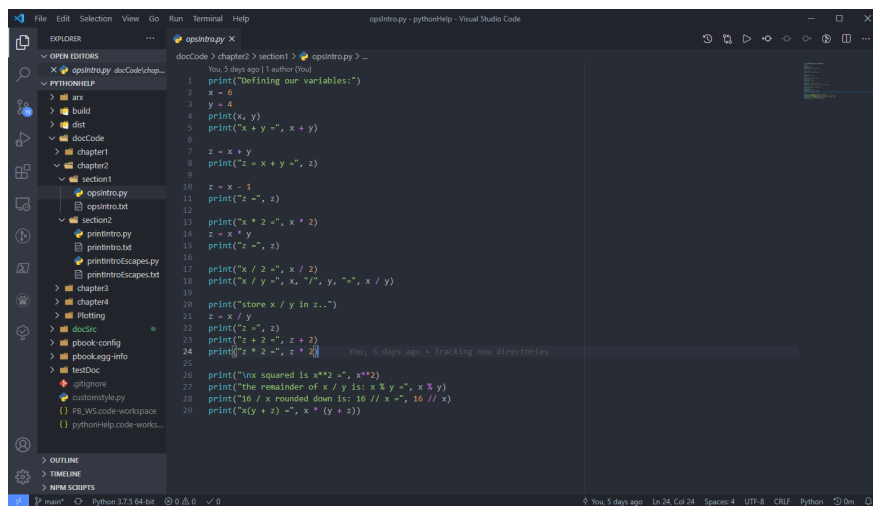 File Edit Selection View Go Run Terminal Help
opsIntro.py - pythonHelp - Visual Studio Code
EXPLORER
OPEN EDITORS
opsIntro.py docCode\chap...
PYTHONHELP
arx
build
dist
docCode
chapter1
chapter2
section1
opsIntro.py
opsIntro.txt
section2
printIntro.py
printIntro.txt
printIntroEscapes.py
printIntroEscapes.txt
chapter3
chapter4
Plotting
docSrc
pbook-config
pbook.egg-info
testDoc
.gitignore
customstyle.py
PB_WS.code-workspace
pythonHelp.code-works...
OUTLINE
TIMELINE
NPM SCRIPTS
opsIntro.py
docCode > chapter2 > section1 > opsIntro.py > ...
You, 5 days ago | 1 author (You)
1 print("Defining our variables:")
2 x = 6
3 y = 4
4 print(x, y)
5 print("x + y =", x + y)
6
7 z = x + y
8 print("z = x + y =", z)
9
10 z = x - 1
11 print("z =", z)
12
13 print("x * 2 =", x * 2)
14 z = x * y
15 print("z =", z)
16
17 print("x / 2 =", x / 2)
18 print("x / y =", x, "/", y, "=", x / y)
19
20 print("store x / y in z..")
21 z = x / y
22 print("z =", z)
23 print("z + 2 =", z + 2)
24 print("z * 2 =", z * 2) You, 5 days ago • Tracking new directories
25
26 print("\nx squared is x**2 =", x**2)
27 print("the remainder of x / y is: x % y =", x % y)
28 print("16 / x rounded down is: 16 // x =", 16 // x)
29 print("x(y + z) =", x * (y + z))
main* Python 3.7.5 64-bit 0 0 0
You, 5 days ago Ln 24, Col 24 Spaces: 4 UTF-8 CRLF Python 0m